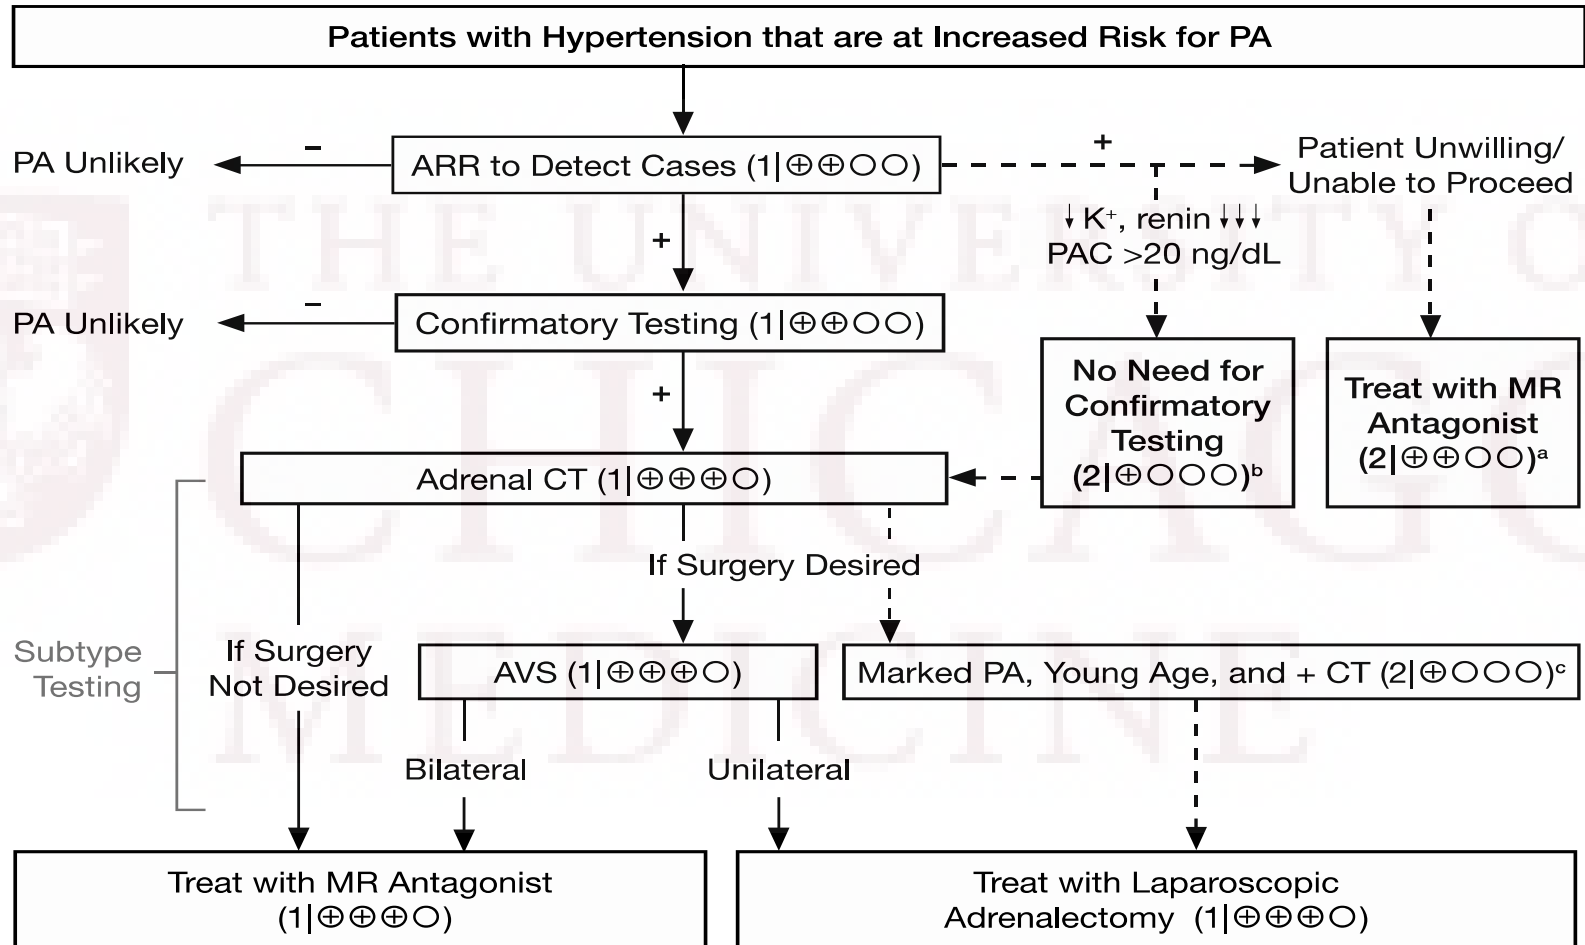 Patients with Hypertension that are at Increased Risk for PA
PA Unlikely
−
ARR to Detect Cases (1|⊕⊕○○)
+
Patient Unwilling/
Unable to Proceed
↓ K⁺, renin ↓↓↓
PAC >20 ng/dL
+
PA Unlikely
−
Confirmatory Testing (1|⊕⊕○○)
+
No Need for
Confirmatory
Testing
(2|⊕○○○)ᵇ
Treat with MR
Antagonist
(2|⊕⊕○○)ᵃ
Adrenal CT (1|⊕⊕⊕○)
If Surgery Desired
Subtype
Testing
If Surgery
Not Desired
AVS (1|⊕⊕⊕○)
Marked PA, Young Age, and + CT (2|⊕○○○)ᶜ
Bilateral
Unilateral
Treat with MR Antagonist
(1|⊕⊕⊕○)
Treat with Laparoscopic
Adrenalectomy (1|⊕⊕⊕○)
THE UNIVERSITY O
CHICAGO
MEDICINE